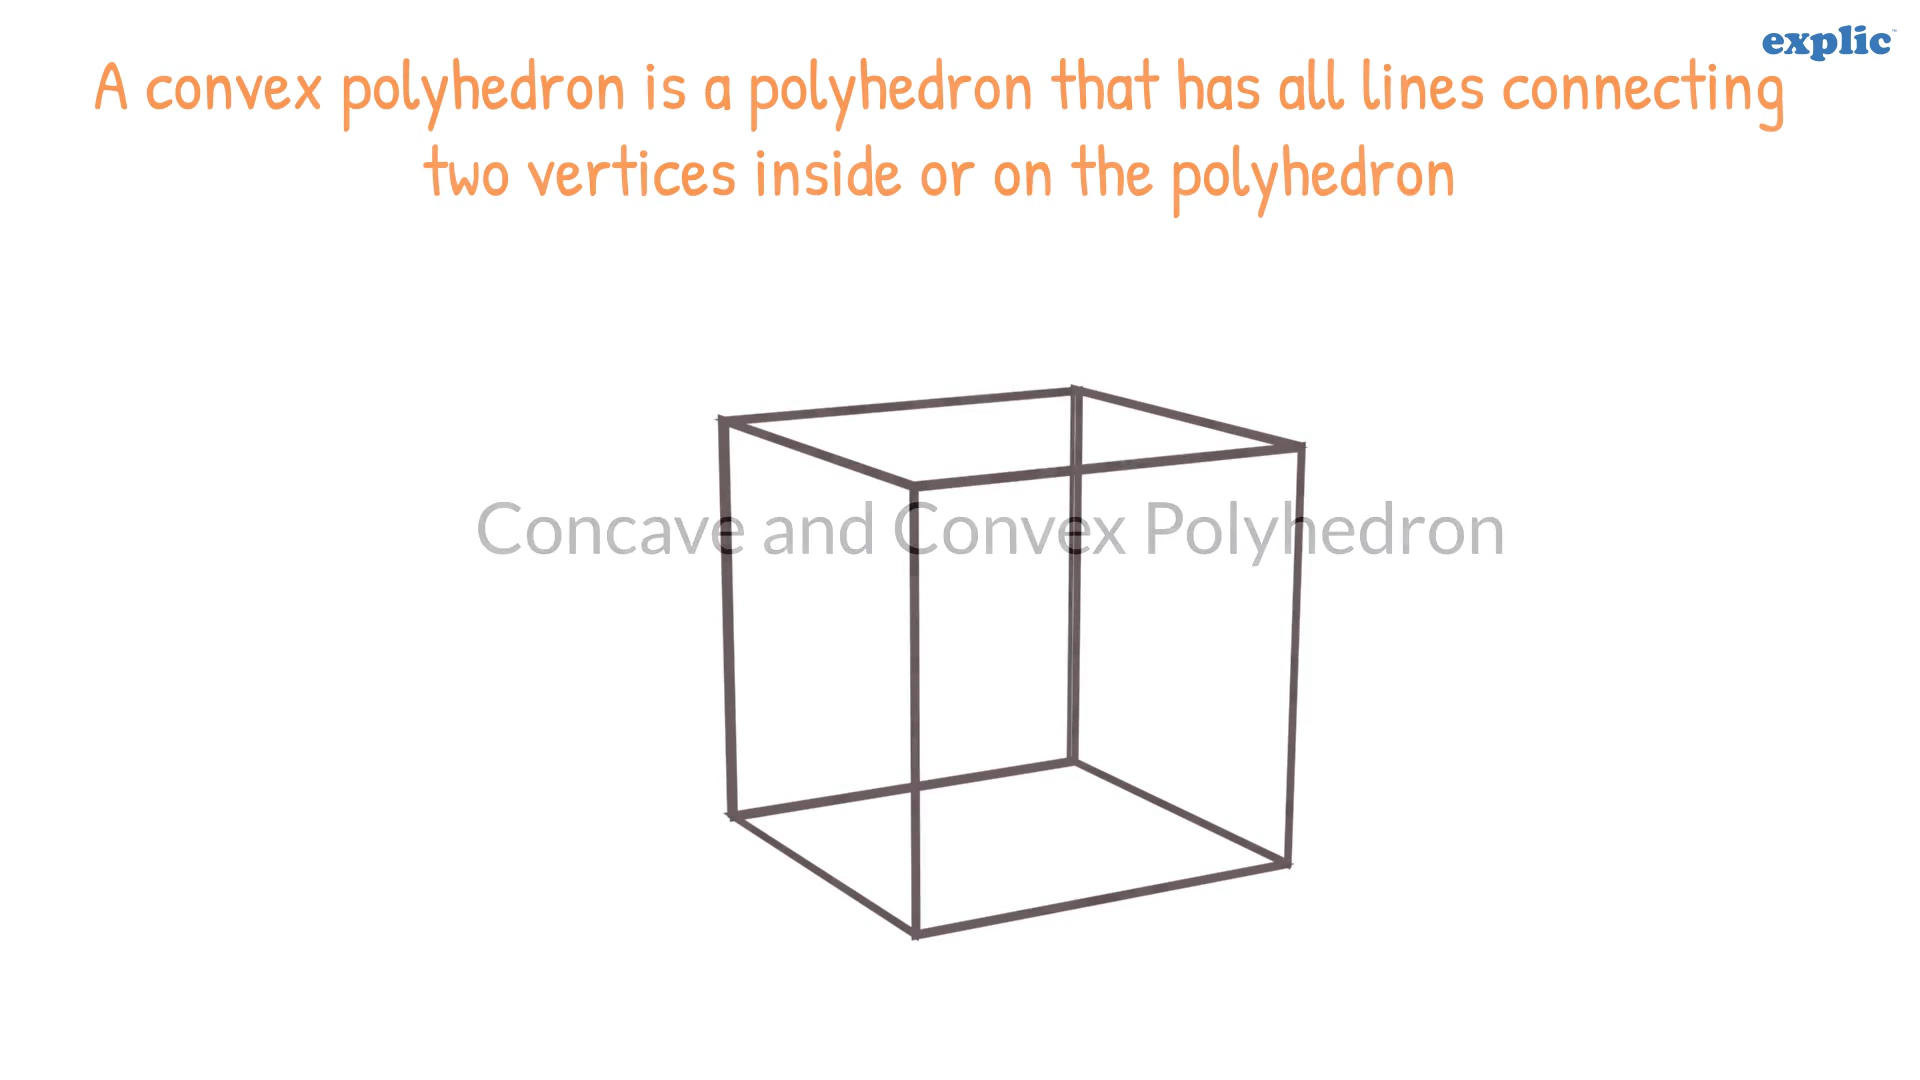 explic™
A convex polyhedron is a polyhedron that has all lines connecting
two vertices inside or on the polyhedron
Concave and Convex Polyhedron